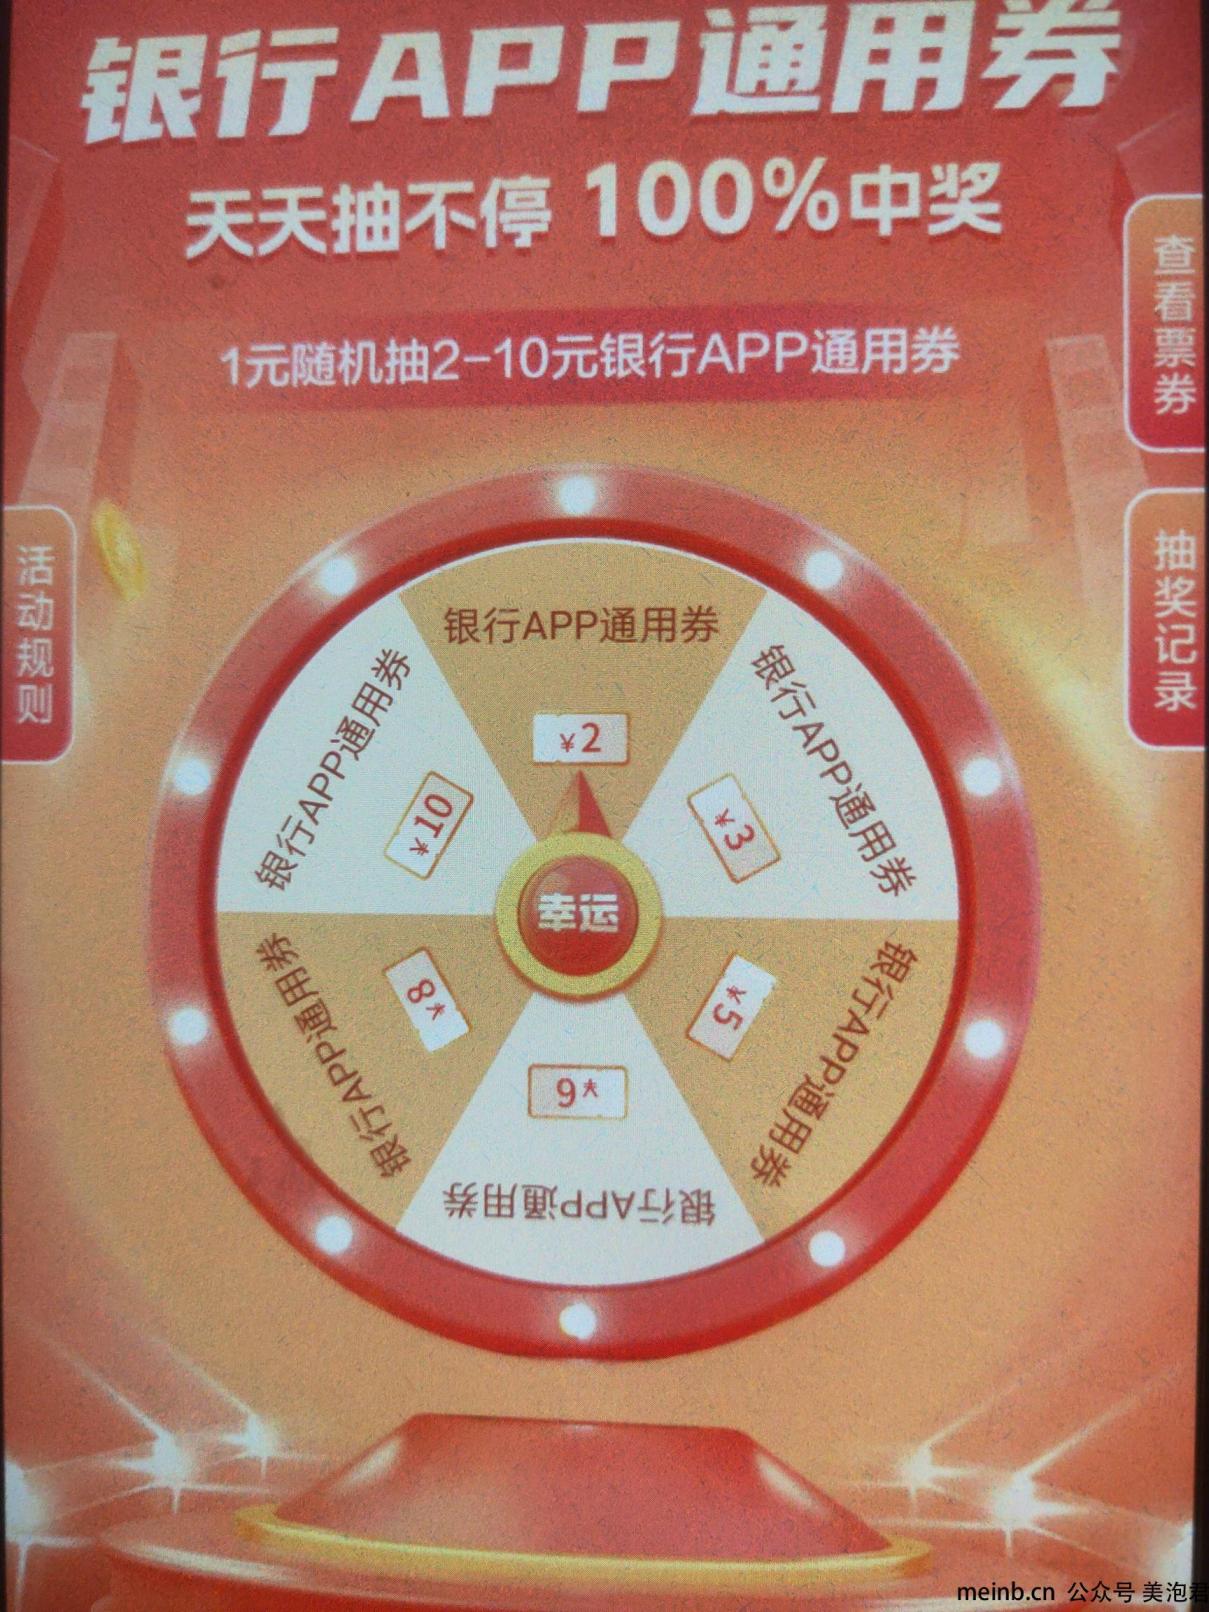 银行APP通用券
天天抽不停 100%中奖
1元随机抽2-10元银行APP通用券
查看票券
抽奖记录
活动规则
银行APP通用券
¥2
银行APP通用券
¥3
银行APP通用券
¥5
银行APP通用券
¥6
银行APP通用券
¥8
银行APP通用券
¥10
幸运
meinb.cn 公众号 美泡君